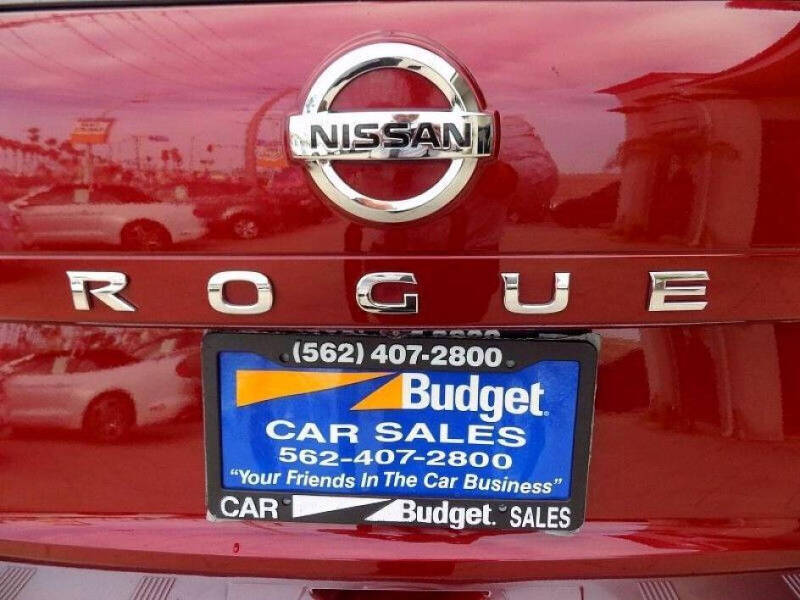 NISSAN
ROGUE
(562) 407-2800
Budget.
CAR SALES
562-407-2800
“Your Friends In The Car Business”
CAR Budget. SALES